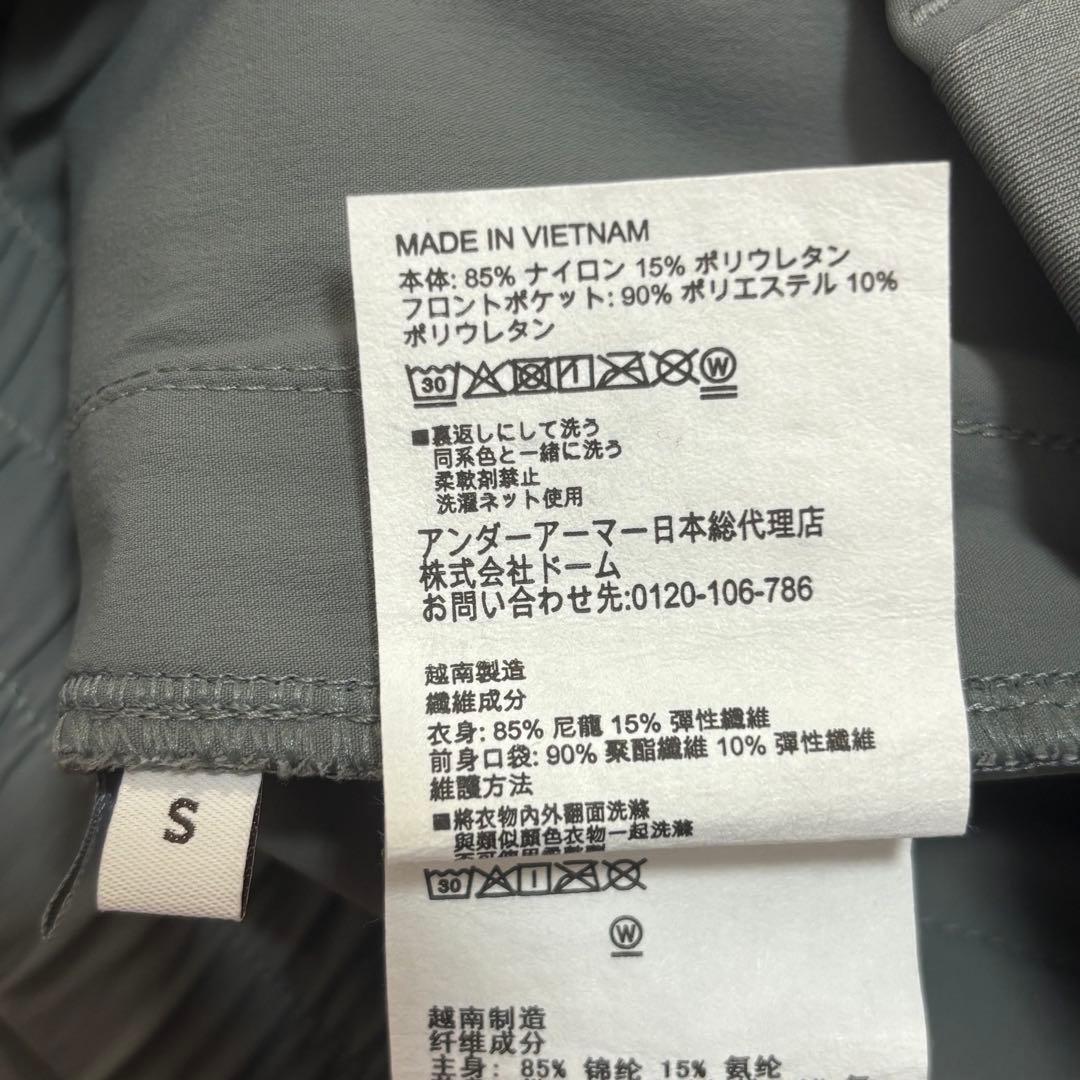 MADE IN VIETNAM
本体: 85% ナイロン 15% ポリウレタン
フロントポケット: 90% ポリエステル 10%
ポリウレタン
30
W
■裏返しにして洗う
同系色と一緒に洗う
柔軟剤禁止
洗濯ネット使用
アンダーアーマー日本総代理店
株式会社ドーム
お問い合わせ先:0120-106-786
越南製造
纖維成分
衣身: 85% 尼龍 15% 彈性纖維
前身口袋: 90% 聚酯纖維 10% 彈性纖維
維護方法
■將衣物內外翻面洗滌
與類似顏色衣物一起洗滌
S
30
W
越南制造
纤维成分
主身: 85% 锦纶 15% 氨纶